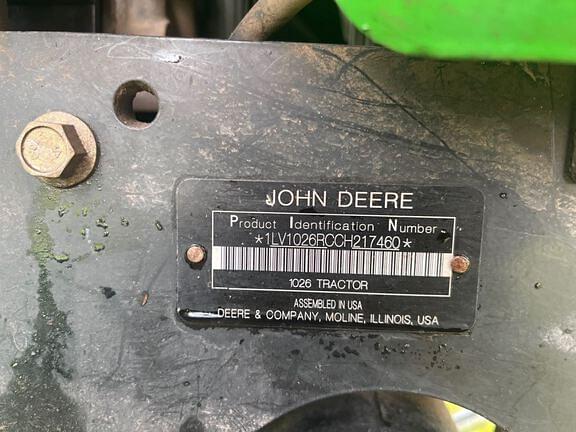 JOHN DEERE
Product Identification Number
*1LV1026RCCH217460*
1026 TRACTOR
ASSEMBLED IN USA
DEERE & COMPANY, MOLINE, ILLINOIS, USA